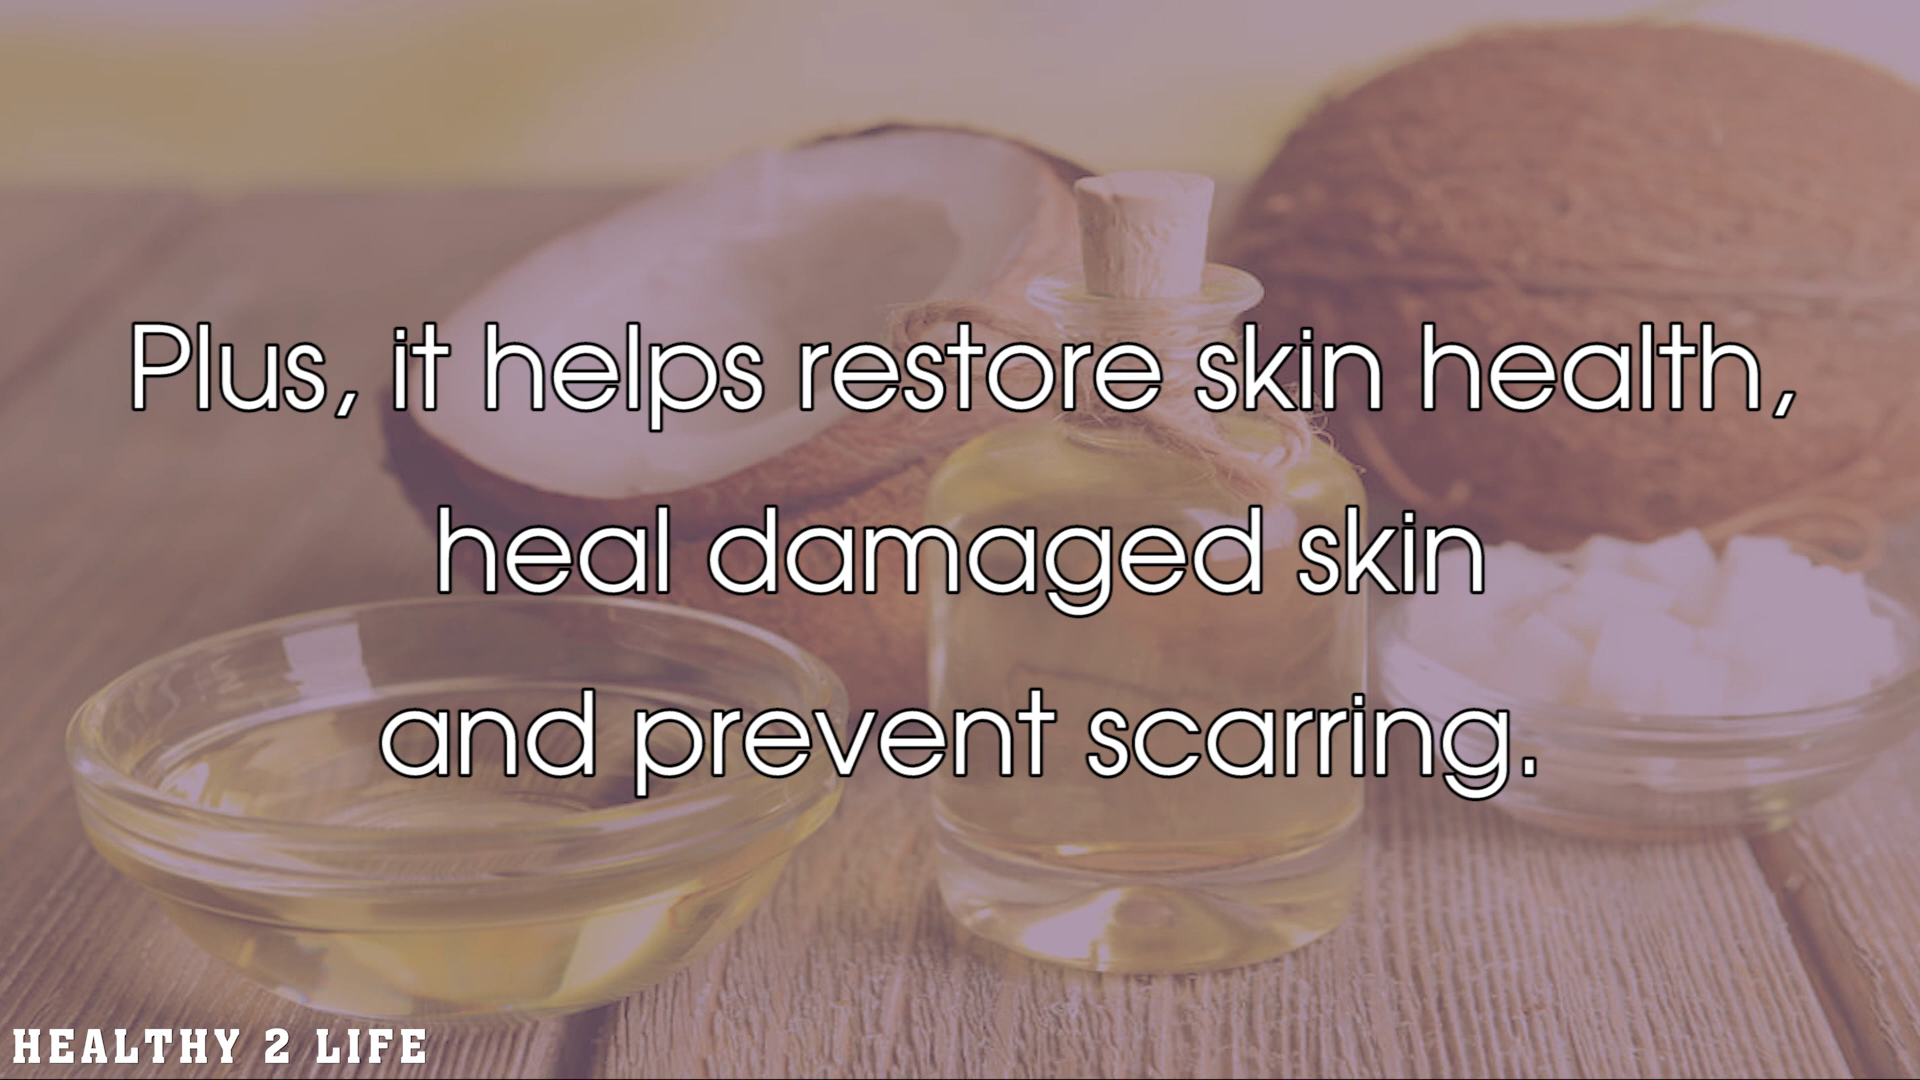 Plus, it helps restore skin health,
heal damaged skin
and prevent scarring.
HEALTHY 2 LIFE